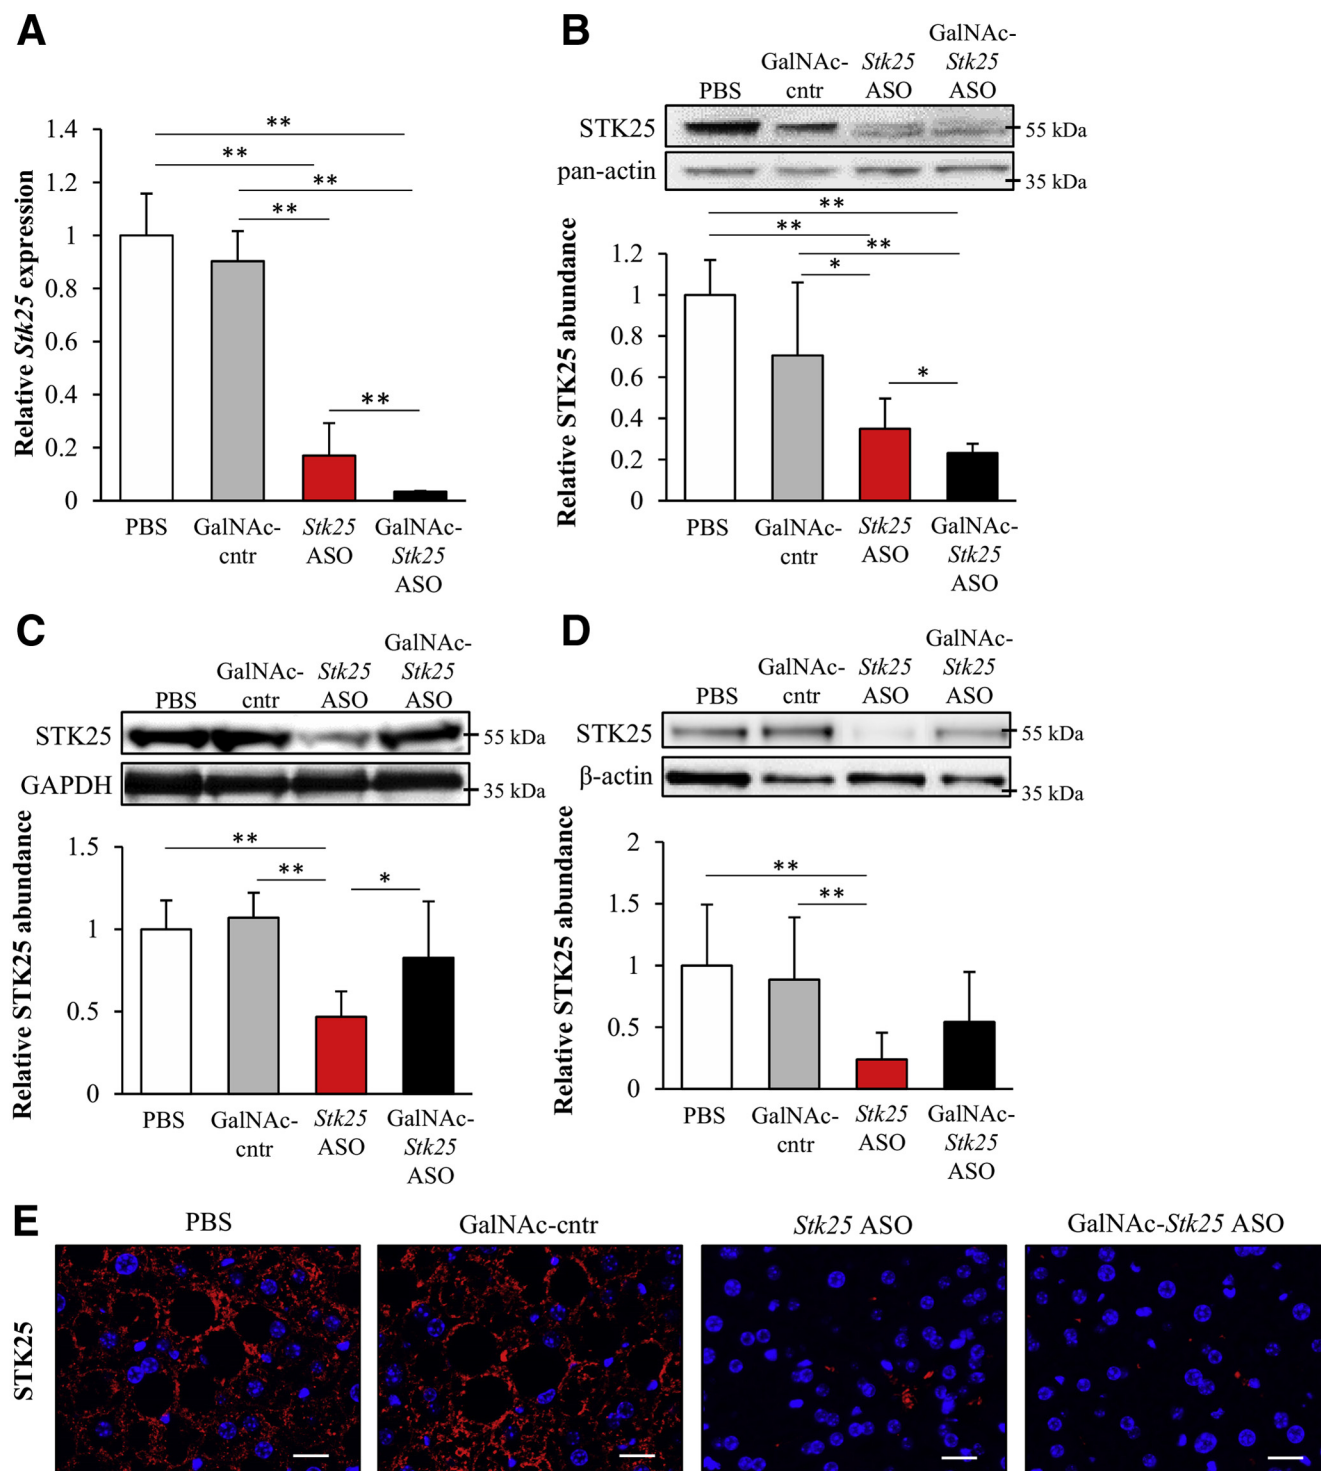 A
Relative Stk25 expression
1.4
1.2
1
0.8
0.6
0.4
0.2
0
**
**
**
**
**
PBS
GalNAc-
cntr
Stk25
ASO
GalNAc-
Stk25
ASO
B
PBS
GalNAc-
cntr
Stk25
ASO
GalNAc-
Stk25
ASO
STK25
55 kDa
pan-actin
35 kDa
Relative STK25 abundance
1.2
1
0.8
0.6
0.4
0.2
0
**
**
**
*
*
PBS
GalNAc-
cntr
Stk25
ASO
GalNAc-
Stk25
ASO
C
PBS
GalNAc-
cntr
Stk25
ASO
GalNAc-
Stk25
ASO
STK25
55 kDa
GAPDH
35 kDa
Relative STK25 abundance
1.5
1
0.5
0
**
**
*
PBS
GalNAc-
cntr
Stk25
ASO
GalNAc-
Stk25
ASO
D
PBS
GalNAc-
cntr
Stk25
ASO
GalNAc-
Stk25
ASO
STK25
55 kDa
β-actin
35 kDa
Relative STK25 abundance
2
1.5
1
0.5
0
**
**
PBS
GalNAc-
cntr
Stk25
ASO
GalNAc-
Stk25
ASO
E
PBS
GalNAc-cntr
Stk25 ASO
GalNAc-Stk25 ASO
STK25